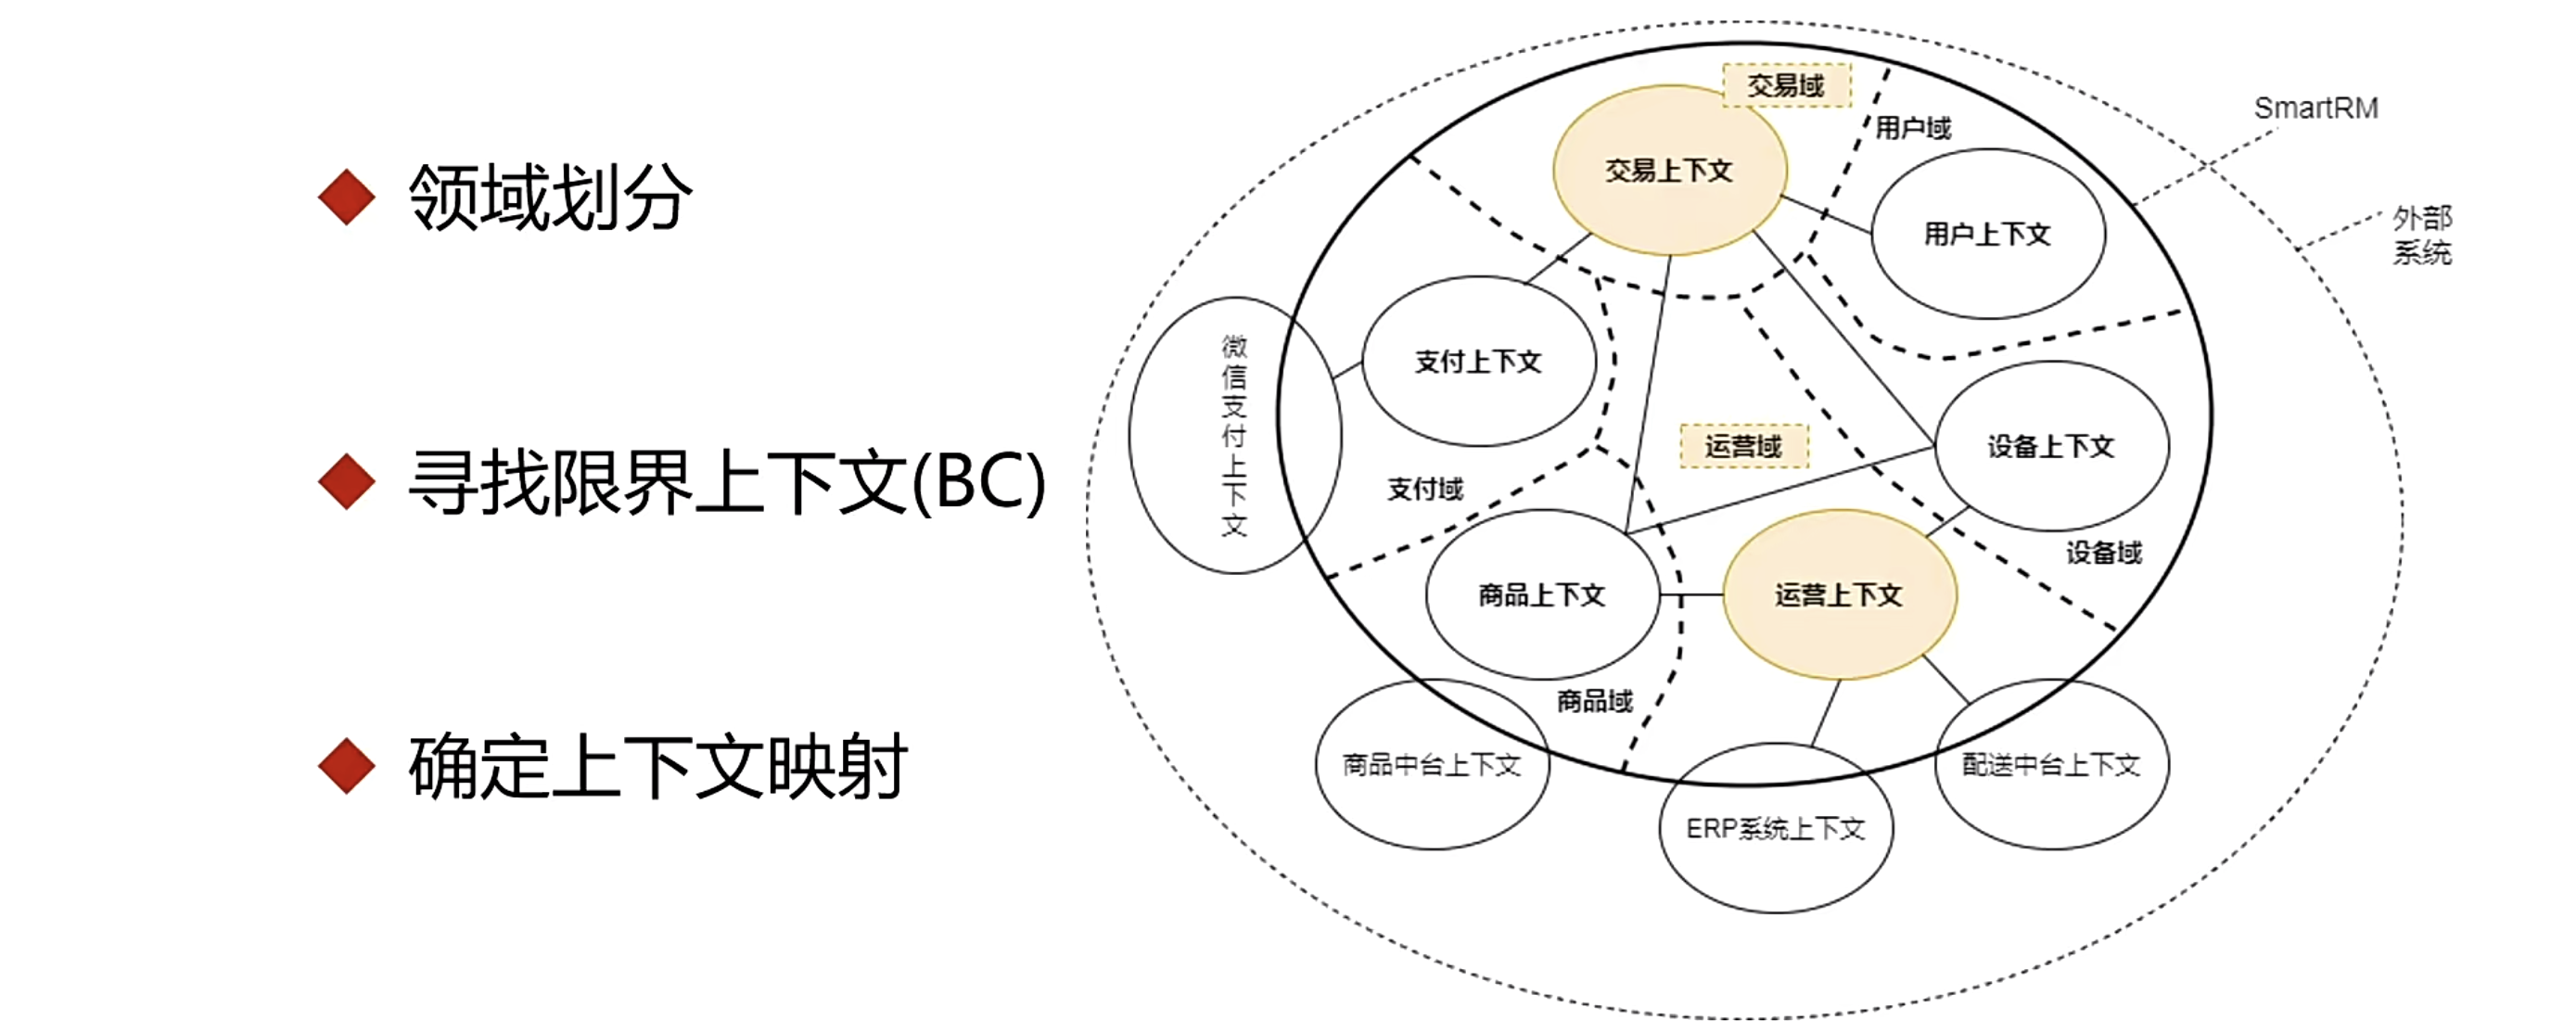 领域划分
寻找限界上下文(BC)
确定上下文映射
交易域
用户域
SmartRM
交易上下文
用户上下文
外部
系统
微信支付上下文
支付上下文
运营域
设备上下文
支付域
设备域
商品上下文
运营上下文
商品域
商品中台上下文
配送中台上下文
ERP系统上下文